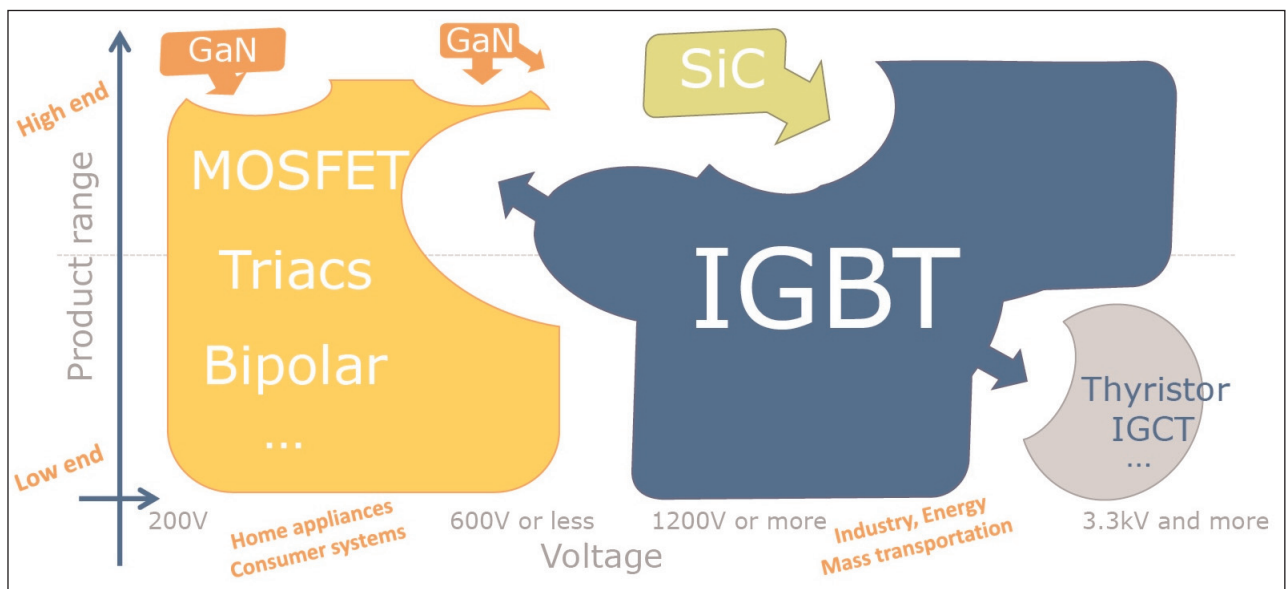 GaN
GaN
SiC
High end
Product range
Low end
MOSFET
Triacs
Bipolar
...
IGBT
Thyristor
IGCT
...
200V
Home appliances
Consumer systems
600V or less
1200V or more
Industry, Energy
Mass transportation
3.3kV and more
Voltage